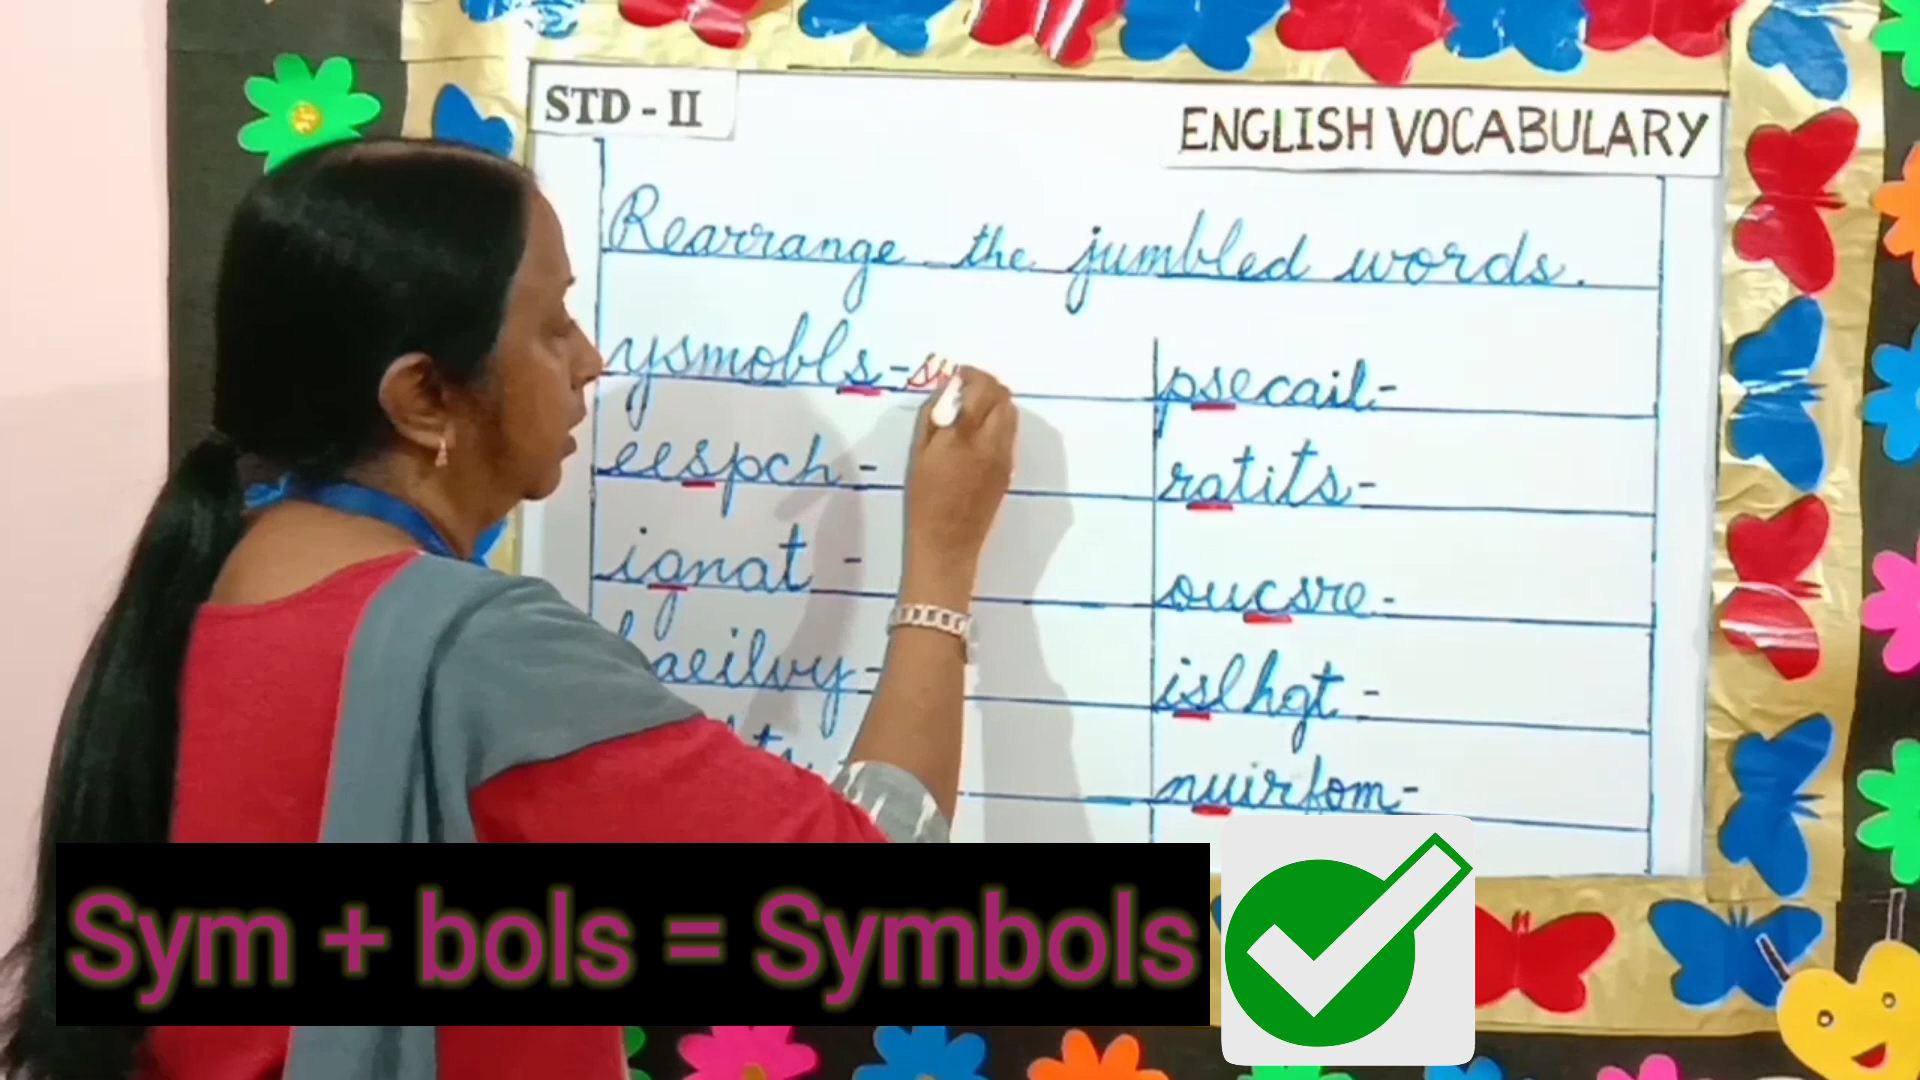 STD - II
ENGLISH VOCABULARY
Rearrange the jumbled words.
ysmobls - sy
psecail -
eespch -
ratits -
ignat -
oucsre -
aeilvy -
islhgt -
nuirfom -
Sym + bols = Symbols